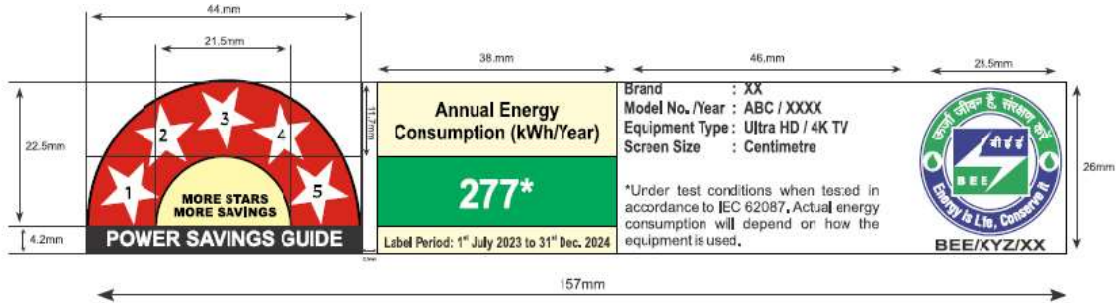 44.mm
21.5mm
38.mm
46.mm
28.5mm
22.5mm
11.7mm
4.2mm
26mm
1
2
3
4
5
MORE STARS
MORE SAVINGS
POWER SAVINGS GUIDE
Annual Energy
Consumption (kWh/Year)
277*
Label Period: 1st July 2023 to 31st Dec. 2024
Brand : XX
Model No./Year : ABC / XXXX
Equipment Type : Ultra HD / 4K TV
Screen Size : Centimetre
*Under test conditions when tested in
accordance to IEC 62087. Actual energy
consumption will depend on how the
equipment is used.
ऊर्जा जीवन है, संरक्षण करें
बीईई
BEE
Energy is Life, Conserve it
BEE/XYZ/XX
157mm